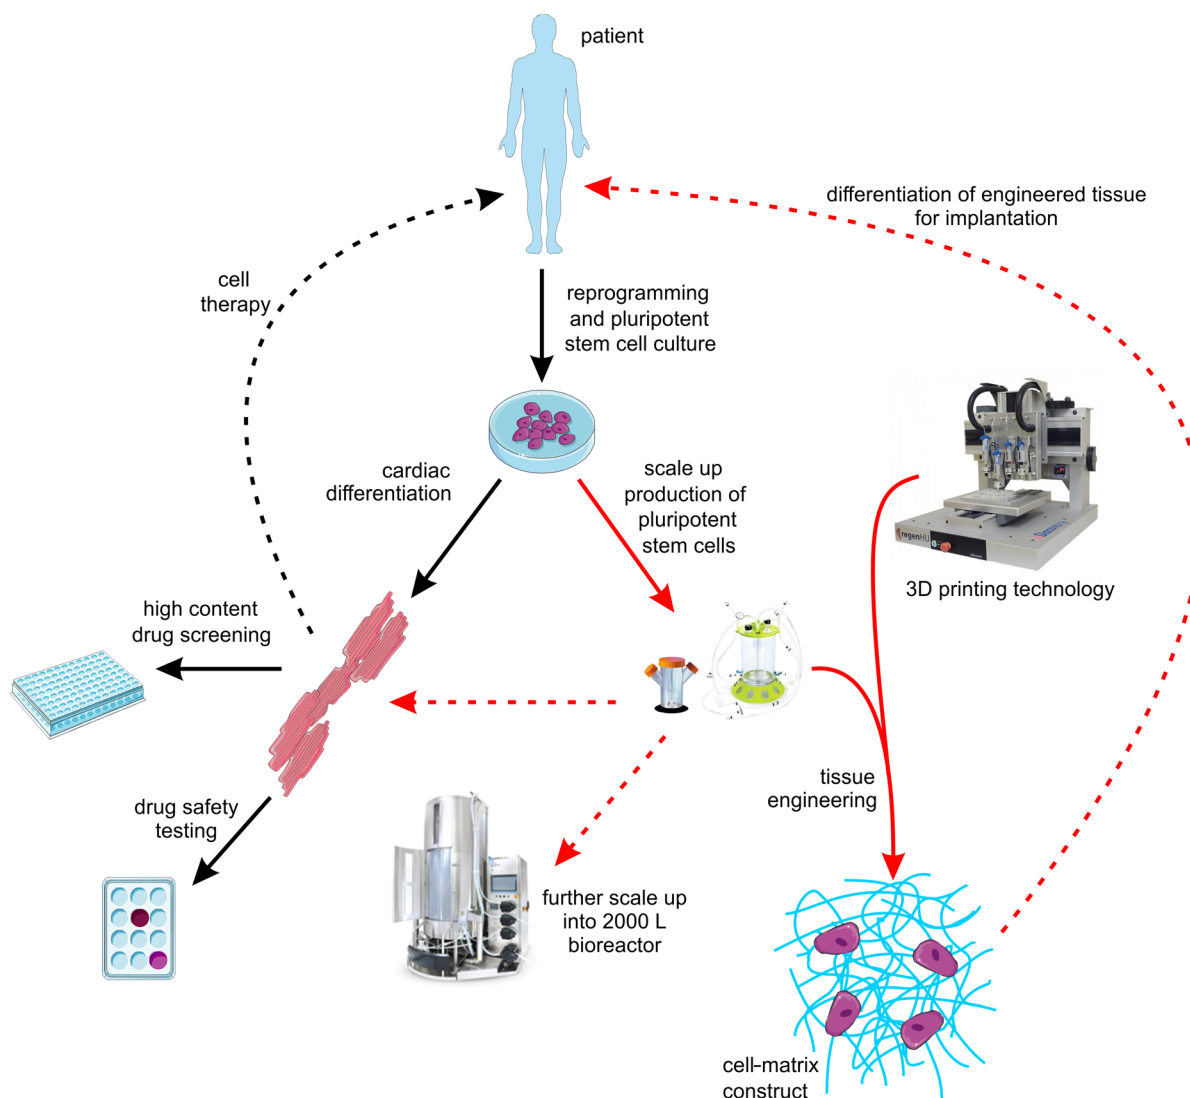 patient
differentiation of engineered tissue
for implantation
cell
therapy
reprogramming
and pluripotent
stem cell culture
cardiac
differentiation
scale up
production of
pluripotent
stem cells
regenHU
3D printing technology
high content
drug screening
tissue
engineering
drug safety
testing
further scale up
into 2000 L
bioreactor
cell-matrix
construct